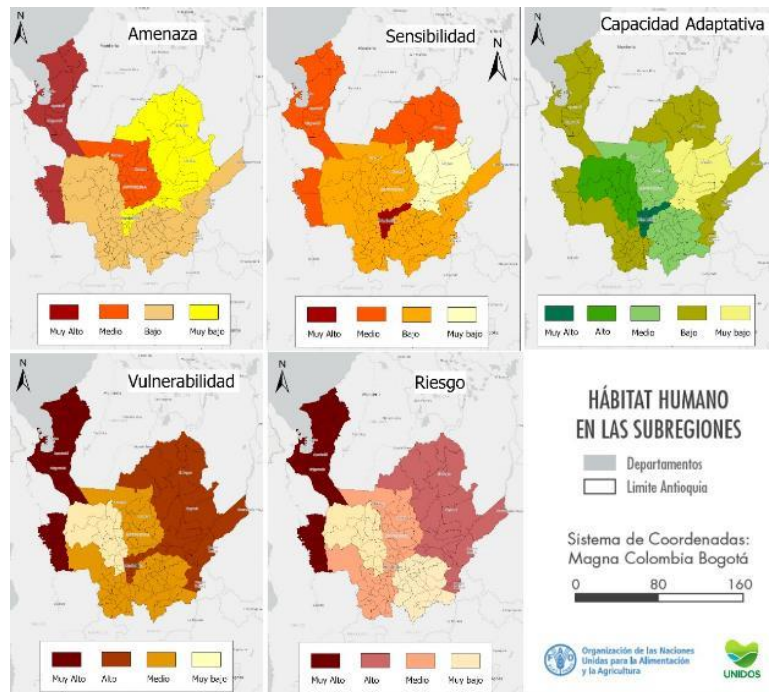 Amenaza
N
Muy Alto
Medio
Bajo
Muy bajo
Sensibilidad
N
Muy Alto
Medio
Bajo
Muy bajo
Capacidad Adaptativa
N
Muy Alto
Alto
Medio
Bajo
Muy bajo
Vulnerabilidad
N
Muy Alto
Alto
Medio
Muy bajo
Riesgo
N
Muy Alto
Alto
Medio
Muy bajo
HÁBITAT HUMANO
EN LAS SUBREGIONES
Departamentos
Limite Antioquia
Sistema de Coordenadas:
Magna Colombia Bogotá
0 80 160
FAO
Organización de las Naciones
Unidas para la Alimentación
y la Agricultura
UNIDOS